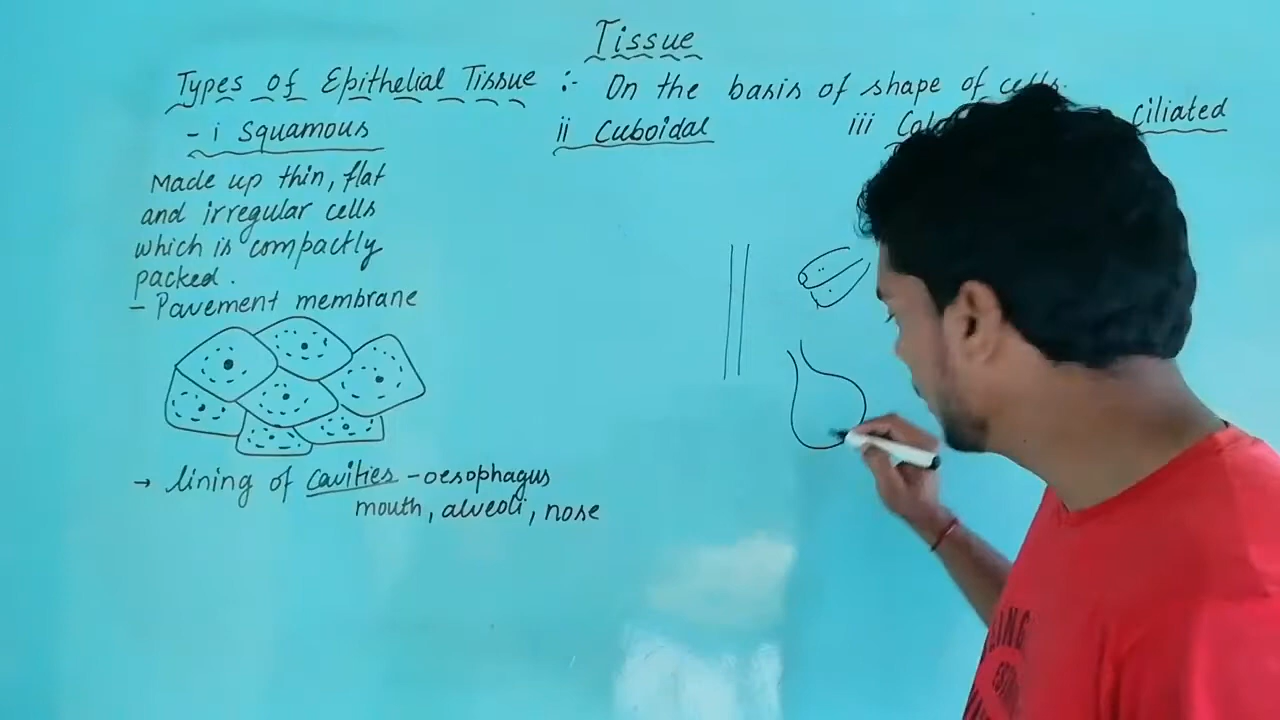 Tissue
Types of Epithelial Tissue :- On the basis of shape of cells.
- i Squamous ii Cuboidal iii ciliated
Made up thin, flat
and irregular cells
which is compactly
packed.
- Pavement membrane
→ lining of cavities - oesophagus
mouth, alveoli, nose